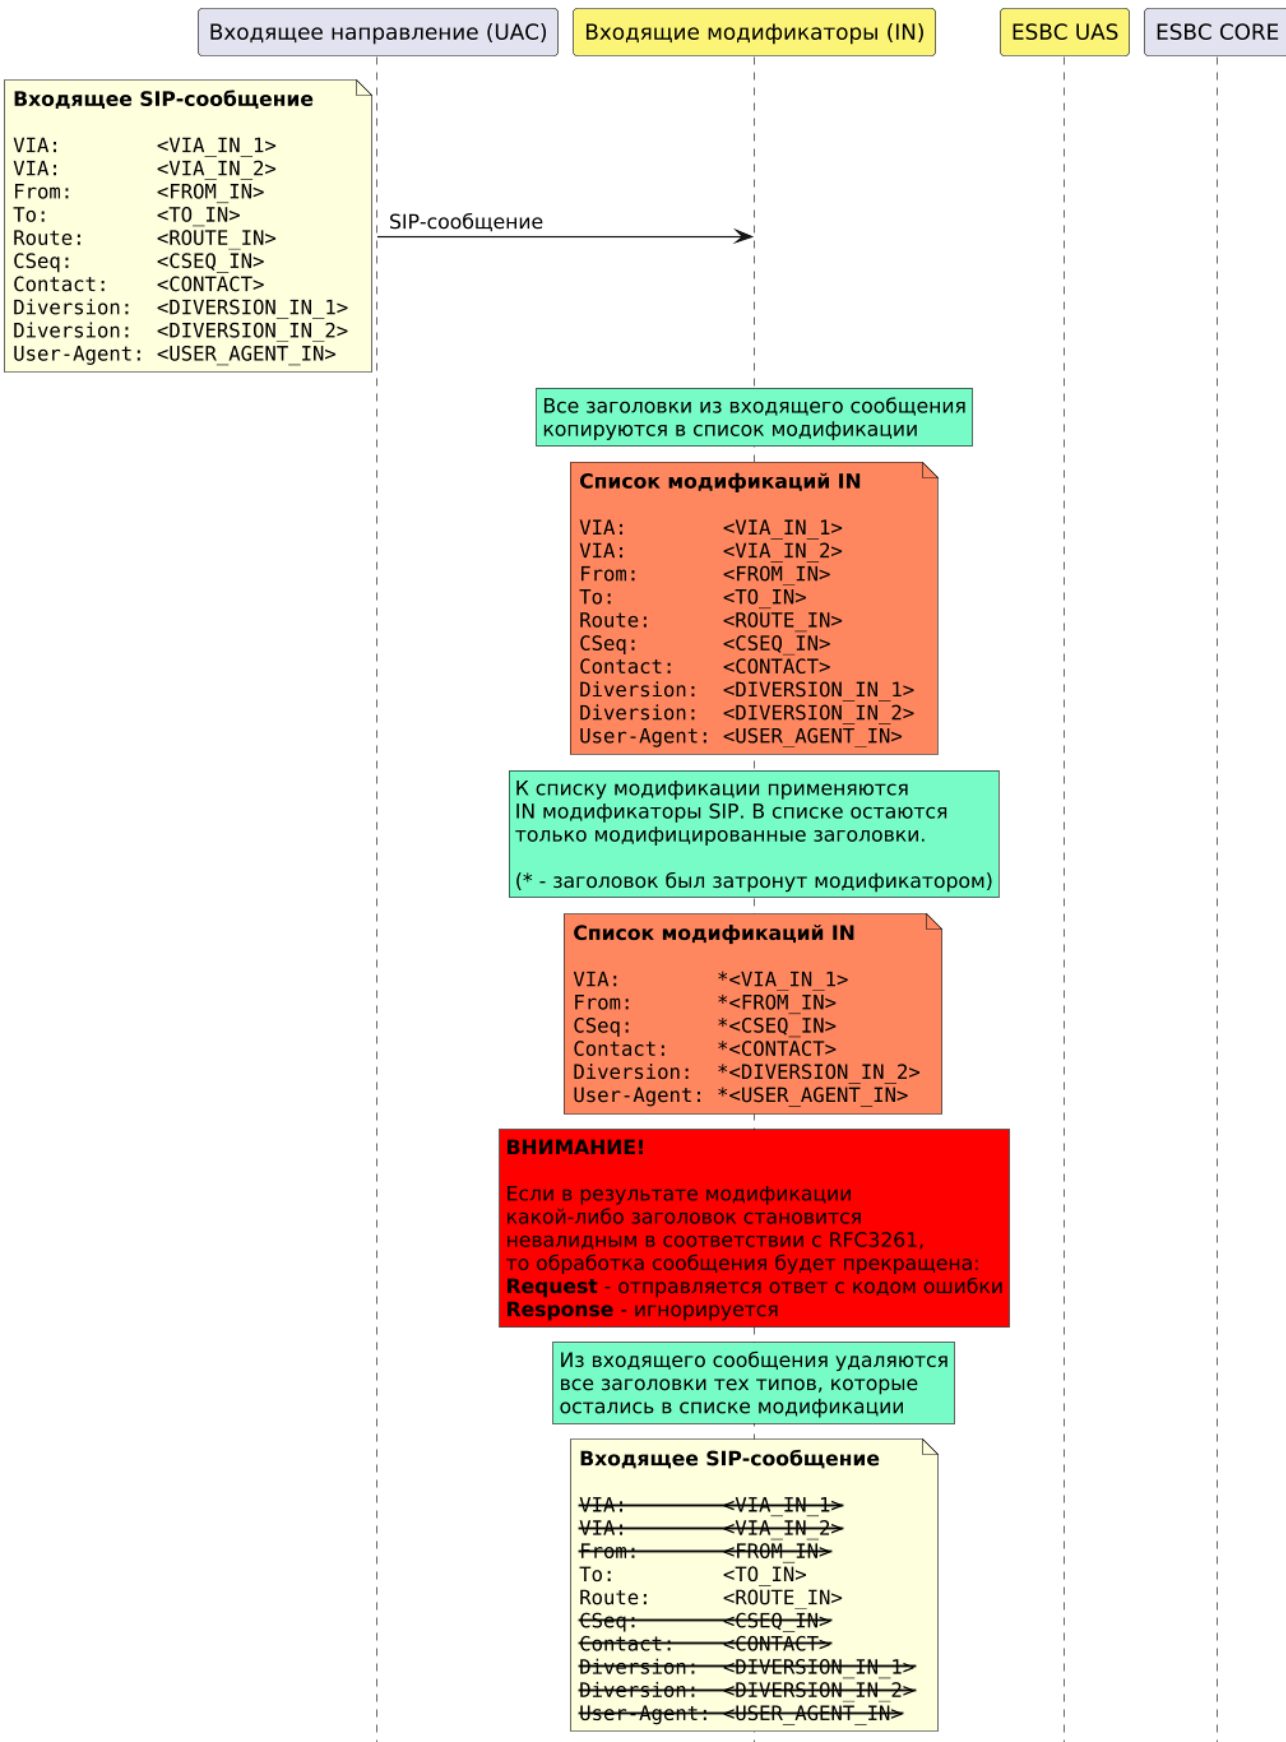 Входящее направление (UAC)
Входящие модификаторы (IN)
ESBC UAS
ESBC CORE
Входящее SIP-сообщение
VIA: <VIA_IN_1>
VIA: <VIA_IN_2>
From: <FROM_IN>
To: <TO_IN>
Route: <ROUTE_IN>
CSeq: <CSEQ_IN>
Contact: <CONTACT>
Diversion: <DIVERSION_IN_1>
Diversion: <DIVERSION_IN_2>
User-Agent: <USER_AGENT_IN>
SIP-сообщение
Все заголовки из входящего сообщения
копируются в список модификации
Список модификаций IN
VIA: <VIA_IN_1>
VIA: <VIA_IN_2>
From: <FROM_IN>
To: <TO_IN>
Route: <ROUTE_IN>
CSeq: <CSEQ_IN>
Contact: <CONTACT>
Diversion: <DIVERSION_IN_1>
Diversion: <DIVERSION_IN_2>
User-Agent: <USER_AGENT_IN>
К списку модификации применяются
IN модификаторы SIP. В списке остаются
только модифицированные заголовки.
(* - заголовок был затронут модификатором)
Список модификаций IN
VIA: *<VIA_IN_1>
From: *<FROM_IN>
CSeq: *<CSEQ_IN>
Contact: *<CONTACT>
Diversion: *<DIVERSION_IN_2>
User-Agent: *<USER_AGENT_IN>
ВНИМАНИЕ!
Если в результате модификации
какой-либо заголовок становится
невалидным в соответствии с RFC3261,
то обработка сообщения будет прекращена:
Request - отправляется ответ с кодом ошибки
Response - игнорируется
Из входящего сообщения удаляются
все заголовки тех типов, которые
остались в списке модификации
Входящее SIP-сообщение
VIA: <VIA_IN_1>
VIA: <VIA_IN_2>
From: <FROM_IN>
To: <TO_IN>
Route: <ROUTE_IN>
CSeq: <CSEQ_IN>
Contact: <CONTACT>
Diversion: <DIVERSION_IN_1>
Diversion: <DIVERSION_IN_2>
User-Agent: <USER_AGENT_IN>